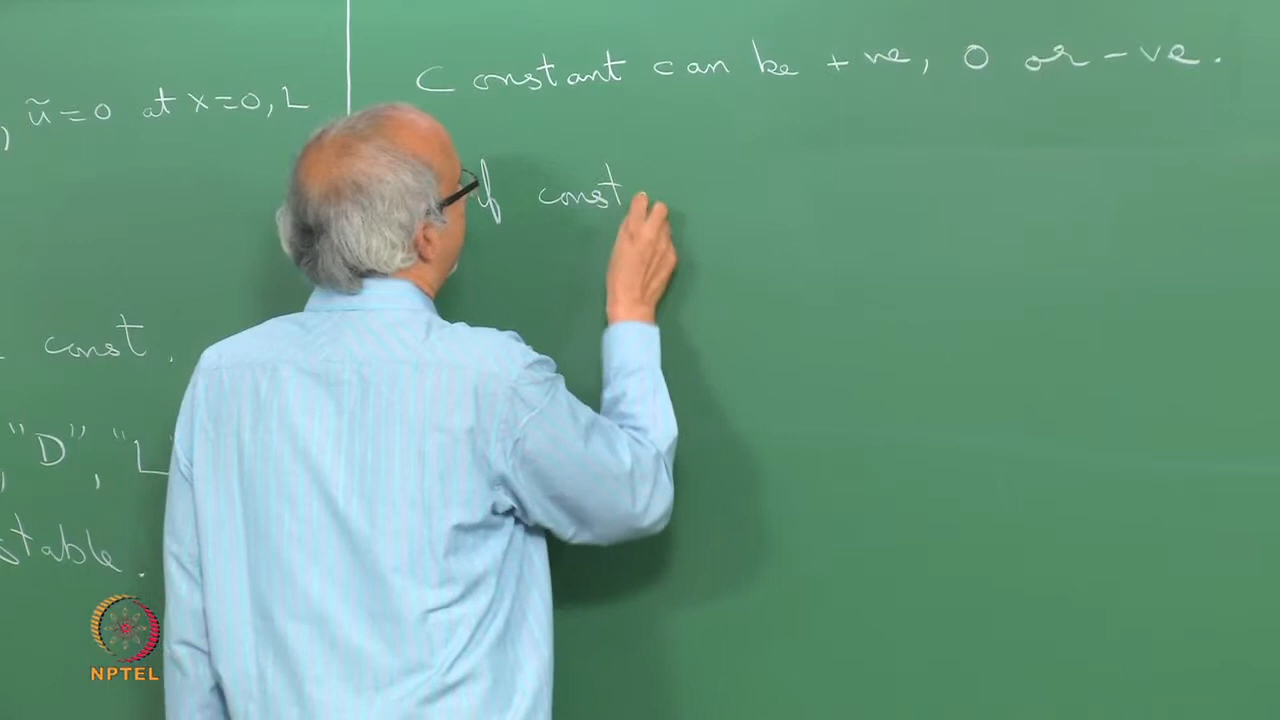 , ũ=0 at x=0, L
const.
, "D", "L"
stable.
Constant can be +ve, 0 or -ve.
If const
NPTEL